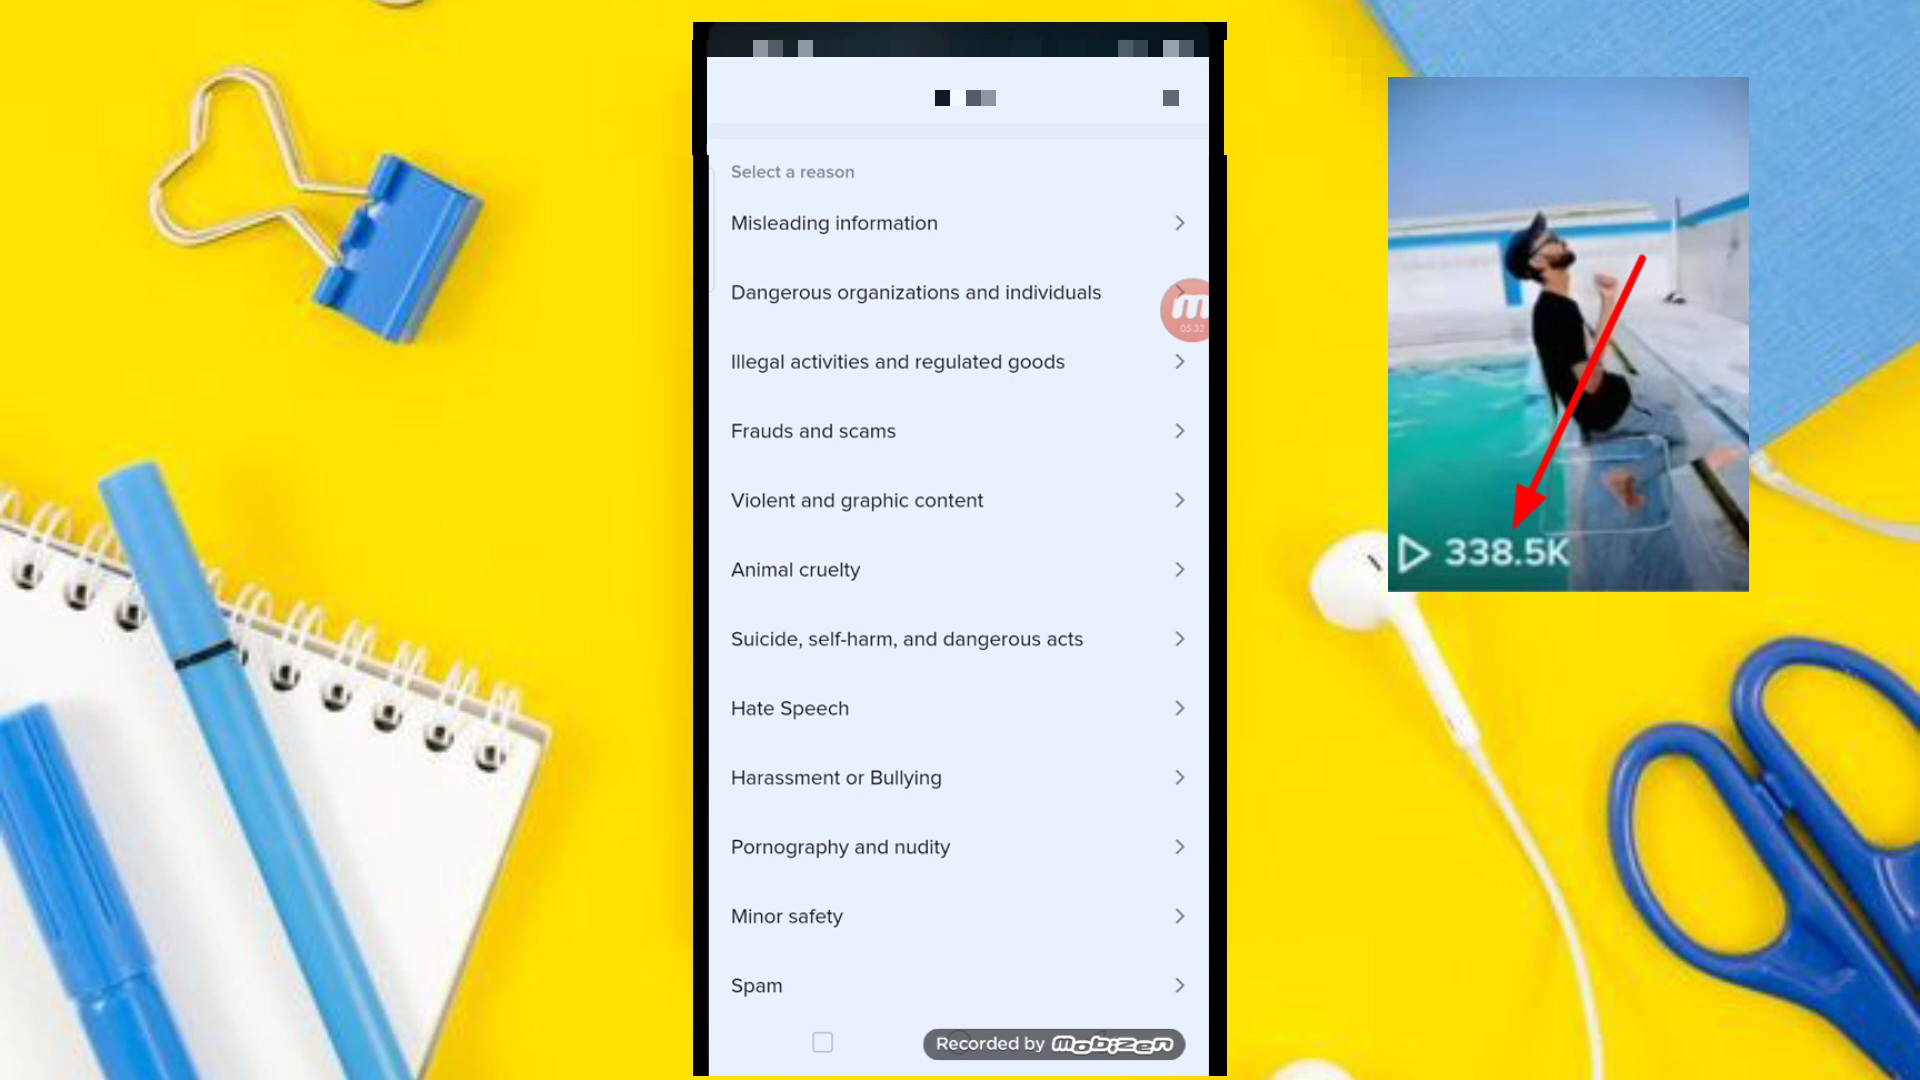 Select a reason
Misleading information
Dangerous organizations and individuals
m
05:32
Illegal activities and regulated goods
Frauds and scams
Violent and graphic content
Animal cruelty
Suicide, self-harm, and dangerous acts
Hate Speech
Harassment or Bullying
Pornography and nudity
Minor safety
Spam
Recorded by mobizen
338.5K